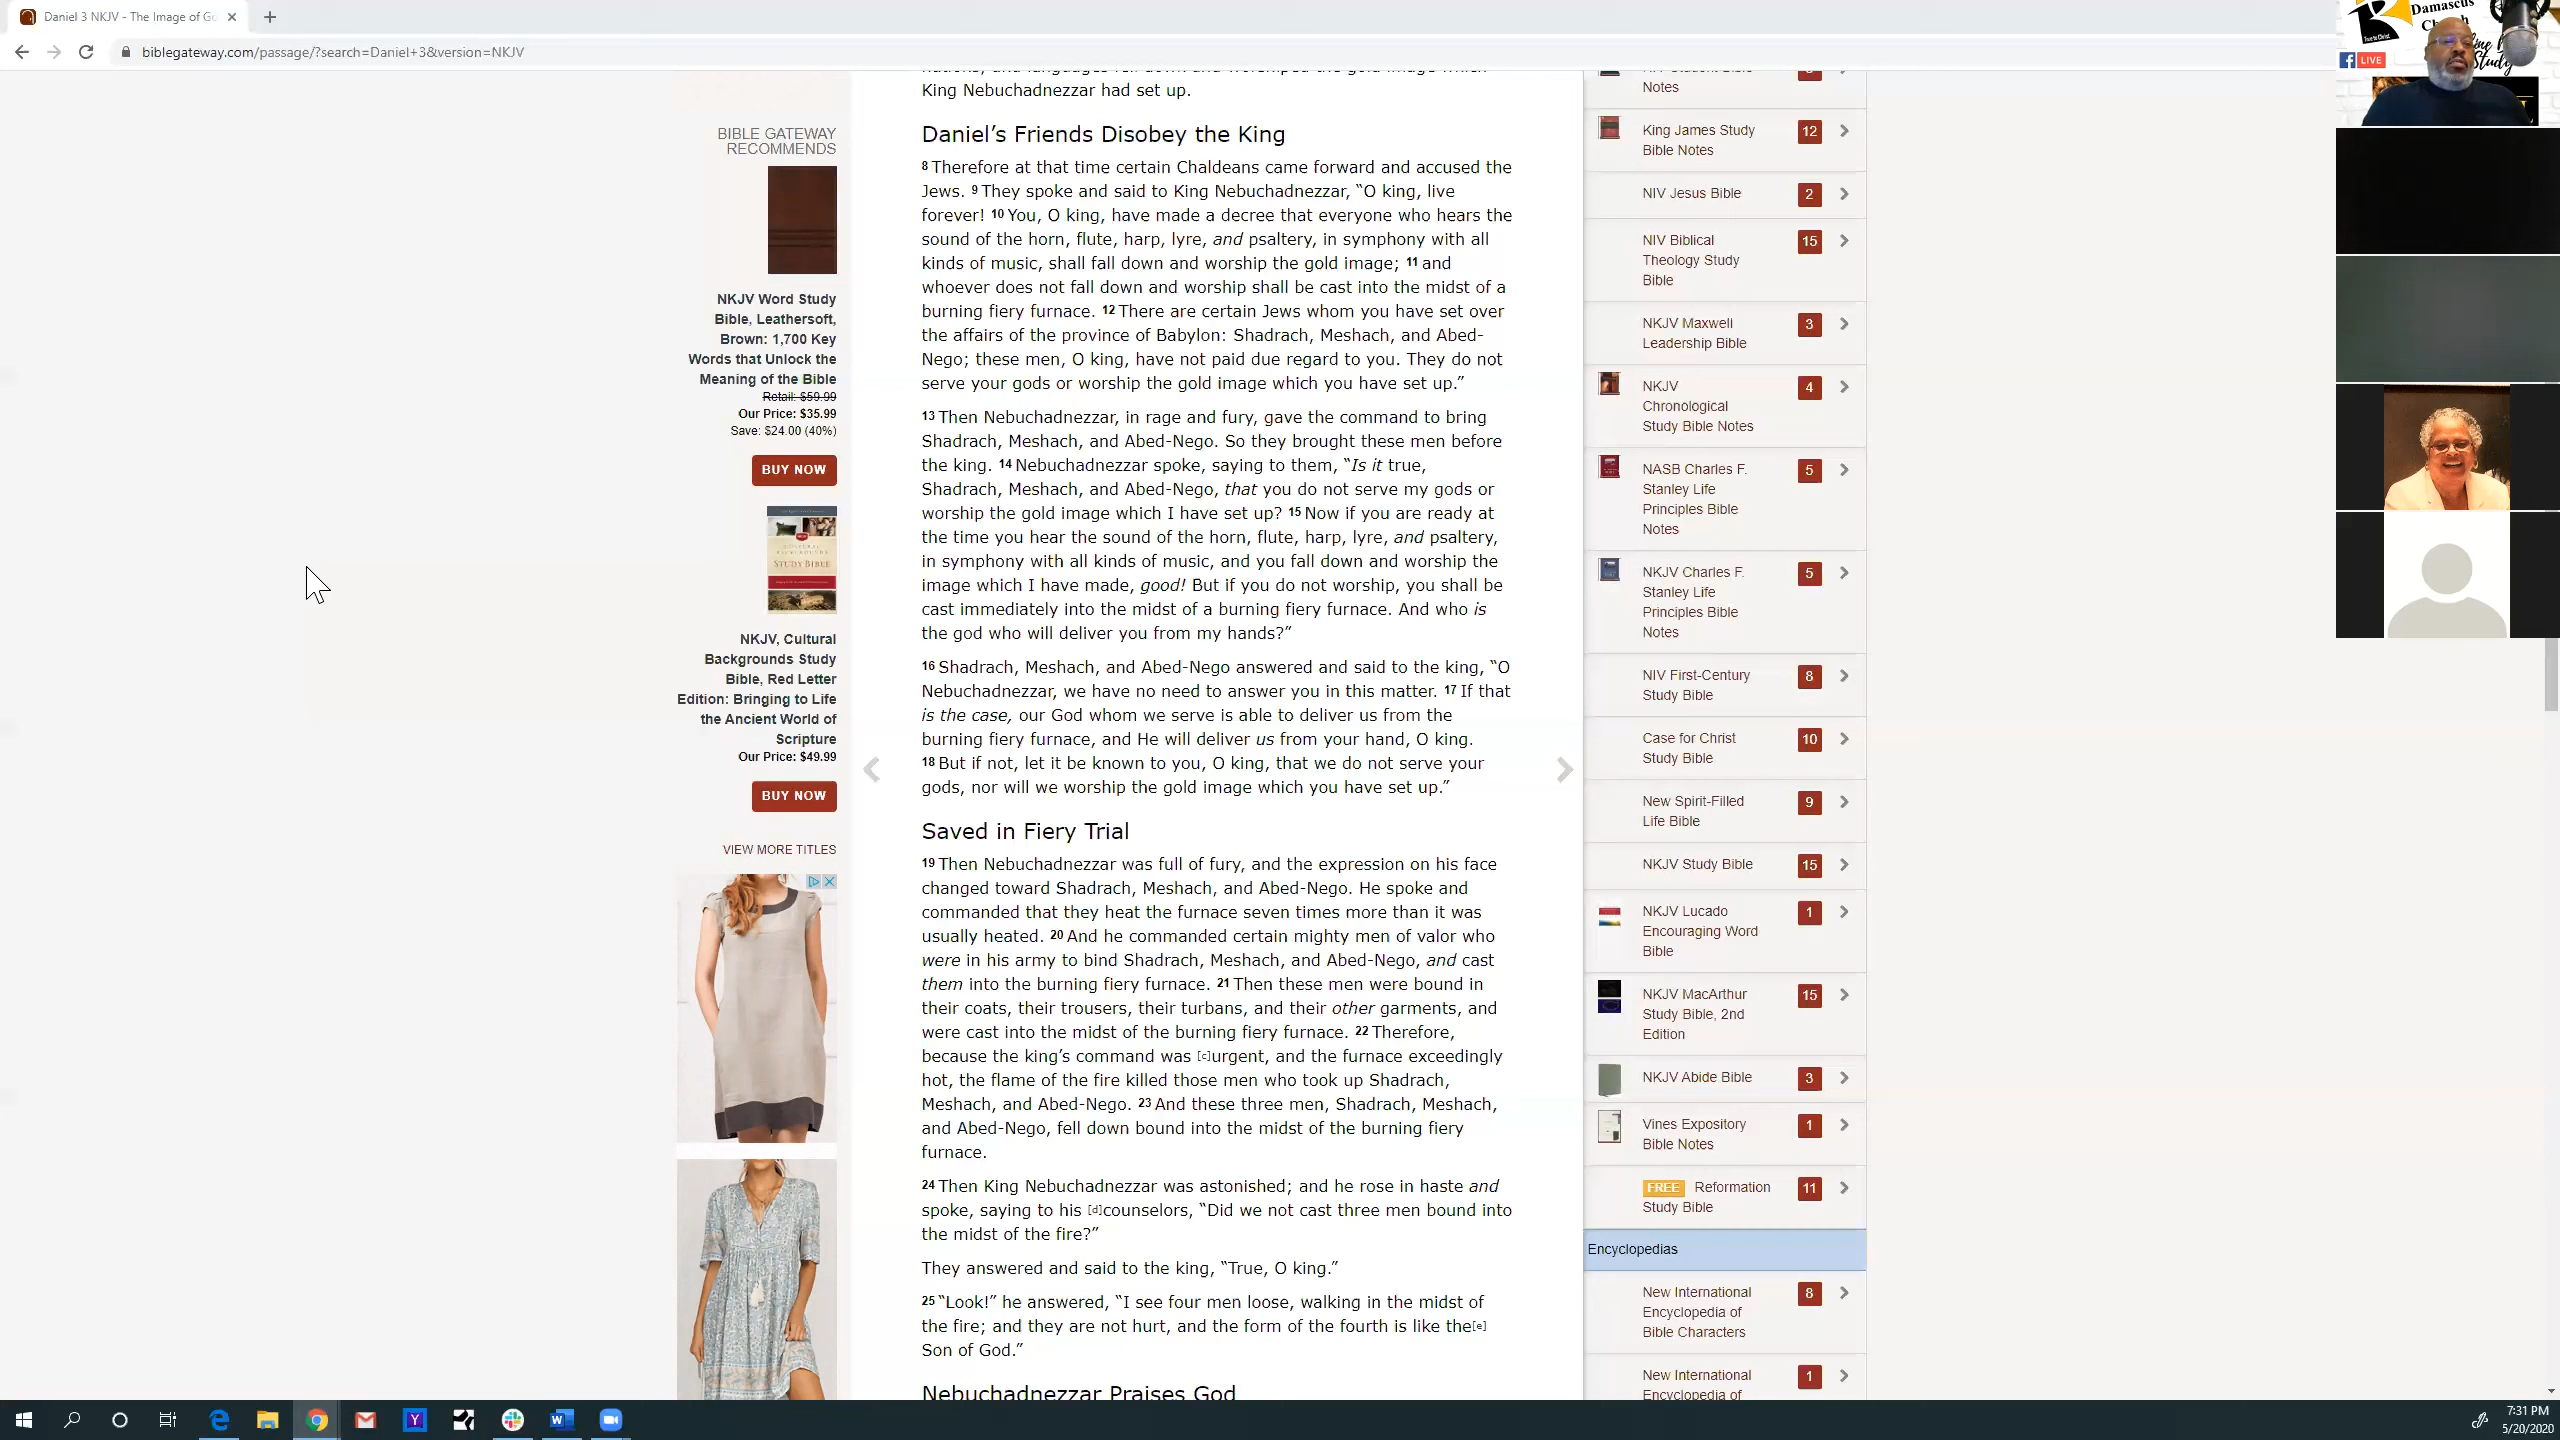 Daniel 3 NKJV - The Image of Go
biblegateway.com/passage/?search=Daniel+3&version=NKJV
BIBLE GATEWAY
RECOMMENDS
NKJV Word Study
Bible, Leathersoft,
Brown: 1,700 Key
Words that Unlock the
Meaning of the Bible
Retail: $59.99
Our Price: $35.99
Save: $24.00 (40%)
BUY NOW
STUDY BIBLE
NKJV, Cultural
Backgrounds Study
Bible, Red Letter
Edition: Bringing to Life
the Ancient World of
Scripture
Our Price: $49.99
BUY NOW
VIEW MORE TITLES
King Nebuchadnezzar had set up.
Daniel’s Friends Disobey the King
8 Therefore at that time certain Chaldeans came forward and accused the
Jews. 9 They spoke and said to King Nebuchadnezzar, “O king, live
forever! 10 You, O king, have made a decree that everyone who hears the
sound of the horn, flute, harp, lyre, and psaltery, in symphony with all
kinds of music, shall fall down and worship the gold image; 11 and
whoever does not fall down and worship shall be cast into the midst of a
burning fiery furnace. 12 There are certain Jews whom you have set over
the affairs of the province of Babylon: Shadrach, Meshach, and Abed-
Nego; these men, O king, have not paid due regard to you. They do not
serve your gods or worship the gold image which you have set up.”
13 Then Nebuchadnezzar, in rage and fury, gave the command to bring
Shadrach, Meshach, and Abed-Nego. So they brought these men before
the king. 14 Nebuchadnezzar spoke, saying to them, “Is it true,
Shadrach, Meshach, and Abed-Nego, that you do not serve my gods or
worship the gold image which I have set up? 15 Now if you are ready at
the time you hear the sound of the horn, flute, harp, lyre, and psaltery,
in symphony with all kinds of music, and you fall down and worship the
image which I have made, good! But if you do not worship, you shall be
cast immediately into the midst of a burning fiery furnace. And who is
the god who will deliver you from my hands?”
16 Shadrach, Meshach, and Abed-Nego answered and said to the king, “O
Nebuchadnezzar, we have no need to answer you in this matter. 17 If that
is the case, our God whom we serve is able to deliver us from the
burning fiery furnace, and He will deliver us from your hand, O king.
18 But if not, let it be known to you, O king, that we do not serve your
gods, nor will we worship the gold image which you have set up.”
Saved in Fiery Trial
19 Then Nebuchadnezzar was full of fury, and the expression on his face
changed toward Shadrach, Meshach, and Abed-Nego. He spoke and
commanded that they heat the furnace seven times more than it was
usually heated. 20 And he commanded certain mighty men of valor who
were in his army to bind Shadrach, Meshach, and Abed-Nego, and cast
them into the burning fiery furnace. 21 Then these men were bound in
their coats, their trousers, their turbans, and their other garments, and
were cast into the midst of the burning fiery furnace. 22 Therefore,
because the king’s command was [c]urgent, and the furnace exceedingly
hot, the flame of the fire killed those men who took up Shadrach,
Meshach, and Abed-Nego. 23 And these three men, Shadrach, Meshach,
and Abed-Nego, fell down bound into the midst of the burning fiery
furnace.
24 Then King Nebuchadnezzar was astonished; and he rose in haste and
spoke, saying to his [d]counselors, “Did we not cast three men bound into
the midst of the fire?”
They answered and said to the king, “True, O king.”
25 “Look!” he answered, “I see four men loose, walking in the midst of
the fire; and they are not hurt, and the form of the fourth is like the[e]
Son of God.”
Nebuchadnezzar Praises God
Notes
King James Study 12
Bible Notes
NIV Jesus Bible 2
NIV Biblical 15
Theology Study
Bible
NKJV Maxwell 3
Leadership Bible
NKJV 4
Chronological
Study Bible Notes
NASB Charles F. 5
Stanley Life
Principles Bible
Notes
NKJV Charles F. 5
Stanley Life
Principles Bible
Notes
NIV First-Century 8
Study Bible
Case for Christ 10
Study Bible
New Spirit-Filled 9
Life Bible
NKJV Study Bible 15
NKJV Lucado 1
Encouraging Word
Bible
NKJV MacArthur 15
Study Bible, 2nd
Edition
NKJV Abide Bible 3
Vines Expository 1
Bible Notes
FREE Reformation 11
Study Bible
Encyclopedias
New International 8
Encyclopedia of
Bible Characters
New International 1
Encyclopedia of
Damascus
LIVE
Study
7:31 PM
5/20/2020